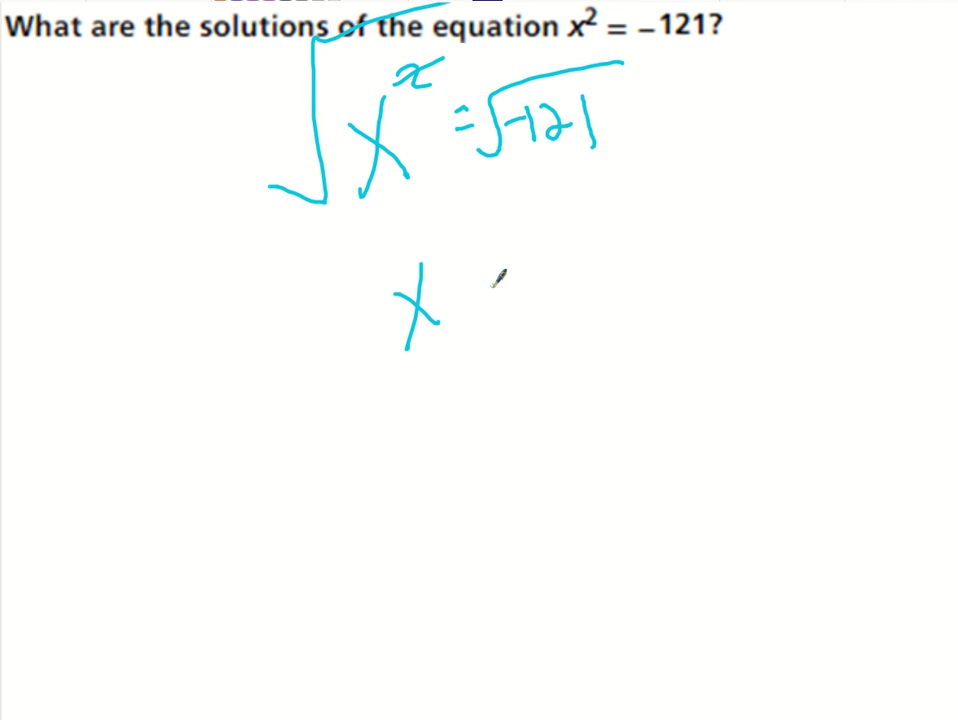 What are the solutions of the equation x² = –121?
√x² = √-121
x